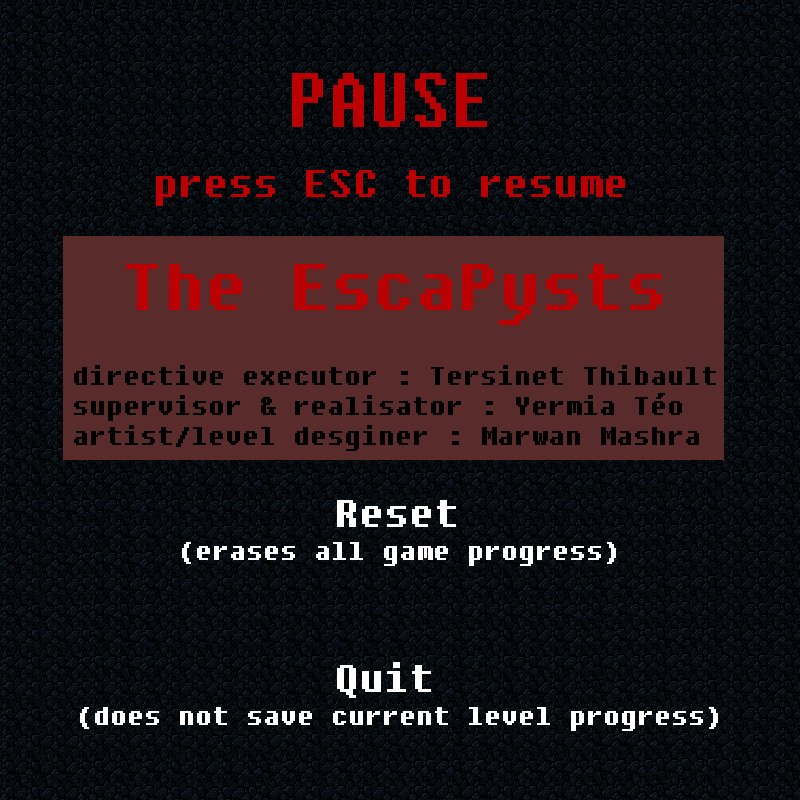 PAUSE
press ESC to resume
The EscaPysts
directive executor : Tersinet Thibault
supervisor & realisator : Yermia Téo
artist/level desginer : Marwan Mashra
Reset
(erases all game progress)
Quit
(does not save current level progress)